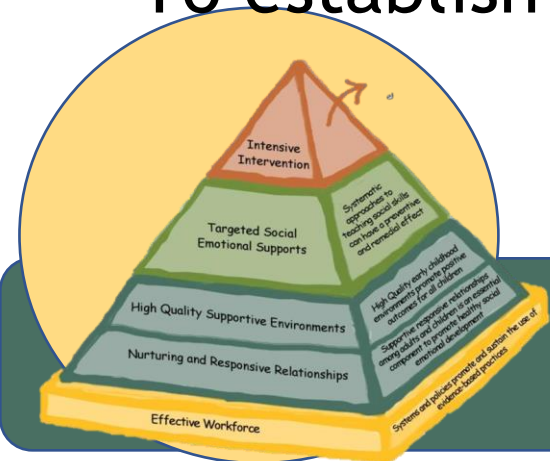 To establish
Intensive
Intervention
Systematic
approaches to
teaching social skills
can have a preventive
and remedial effect
Targeted Social
Emotional Supports
High Quality early childhood
environments promote positive
outcomes for all children
High Quality Supportive Environments
Supportive responsive relationships
among adults and children is an essential
component to promote healthy social
emotional development
Nurturing and Responsive Relationships
Systems and policies promote and sustain the use of
evidence-based practices
Effective Workforce